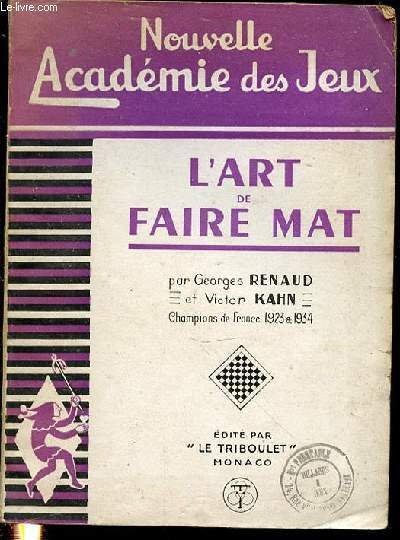 Le-livre.com
Nouvelle
Académie des Jeux
L'ART
DE
FAIRE MAT
par Georges RENAUD
et Victor KAHN
Champions de France 1923 et 1934
ÉDITÉ PAR
"LE TRIBOULET"
MONACO